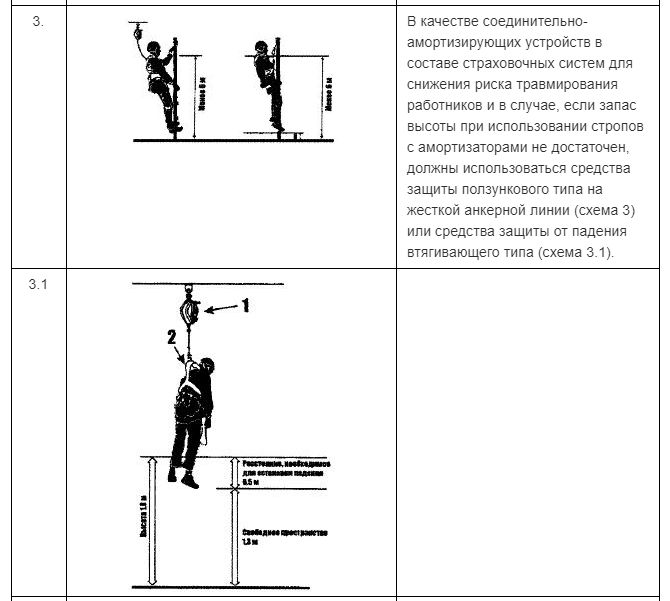 3.
Менее 6 м
Менее 6 м
В качестве соединительно-
амортизирующих устройств в
составе страховочных систем для
снижения риска травмирования
работников и в случае, если запас
высоты при использовании стропов
с амортизаторами не достаточен,
должны использоваться средства
защиты ползункового типа на
жесткой анкерной линии (схема 3)
или средства защиты от падения
втягивающего типа (схема 3.1).
3.1
1
2
Расстояние, необходимое
для остановки падения
0,5 м
Высота 1,8 м
Свободное пространство
1,3 м